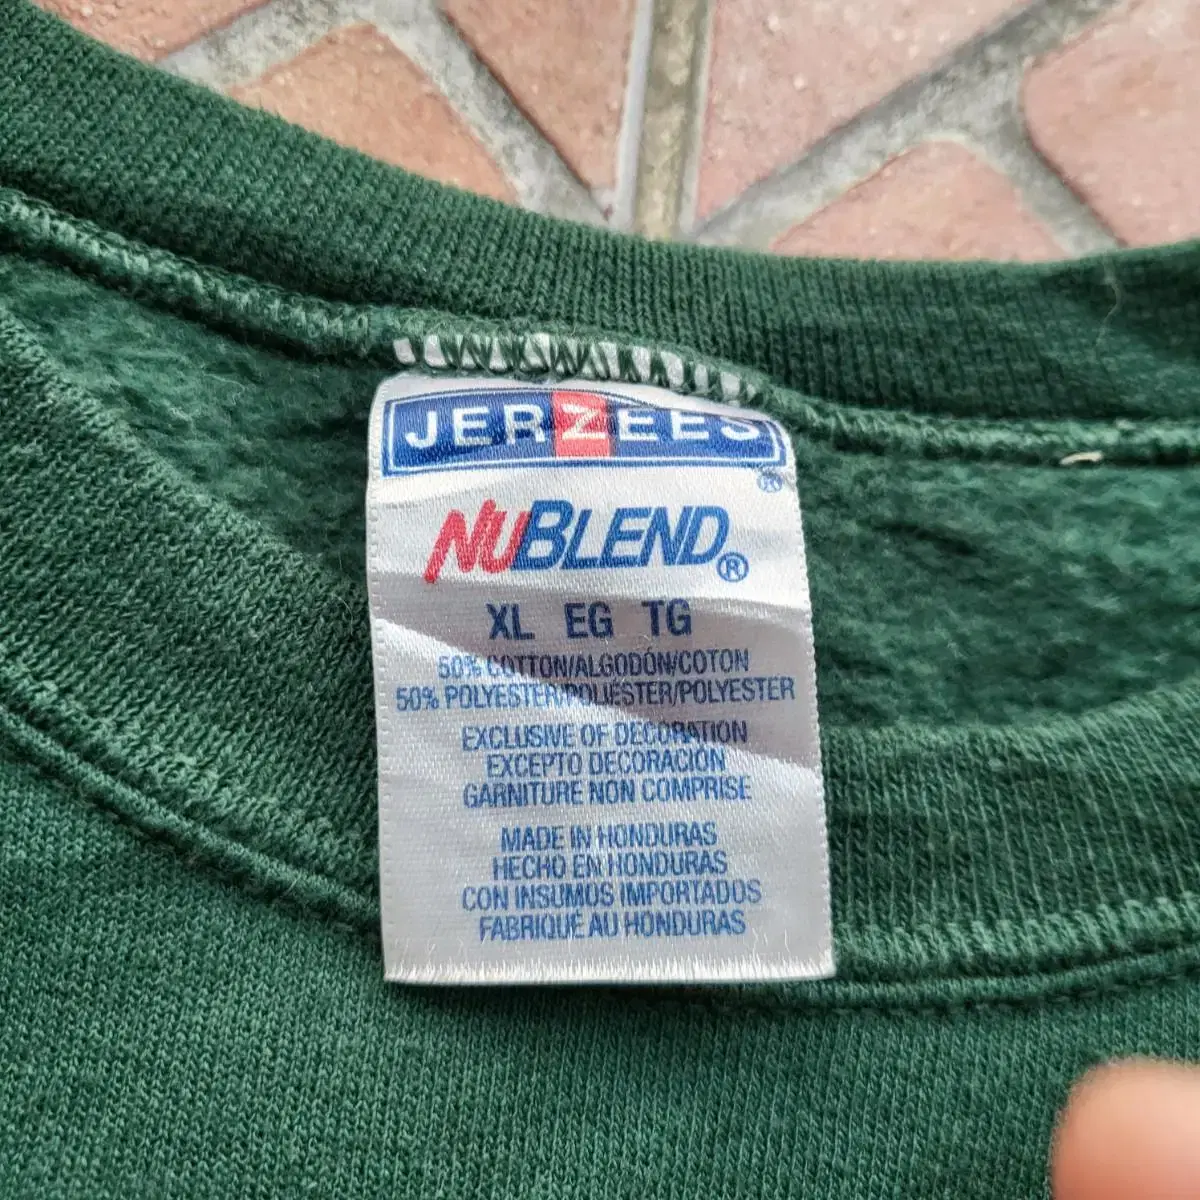 JERZEES
®
NUBLEND®
XL EG TG
50% COTTON/ALGODÓN/COTON
50% POLYESTER/POLIÉSTER/POLYESTER
EXCLUSIVE OF DECORATION
EXCEPTO DECORACIÓN
GARNITURE NON COMPRISE
MADE IN HONDURAS
HECHO EN HONDURAS
CON INSUMOS IMPORTADOS
FABRIQUÉ AU HONDURAS